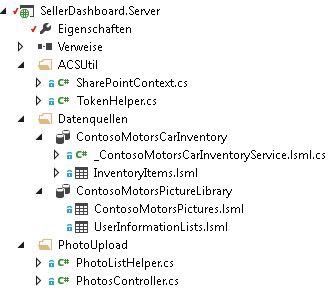 SellerDashboard.Server
Eigenschaften
Verweise
ACSUtil
C# SharePointContext.cs
C# TokenHelper.cs
Datenquellen
ContosoMotorsCarInventory
C# _ContosoMotorsCarInventoryService.lsml.cs
InventoryItems.lsml
ContosoMotorsPictureLibrary
ContosoMotorsPictures.lsml
UserInformationLists.lsml
PhotoUpload
C# PhotoListHelper.cs
C# PhotosController.cs